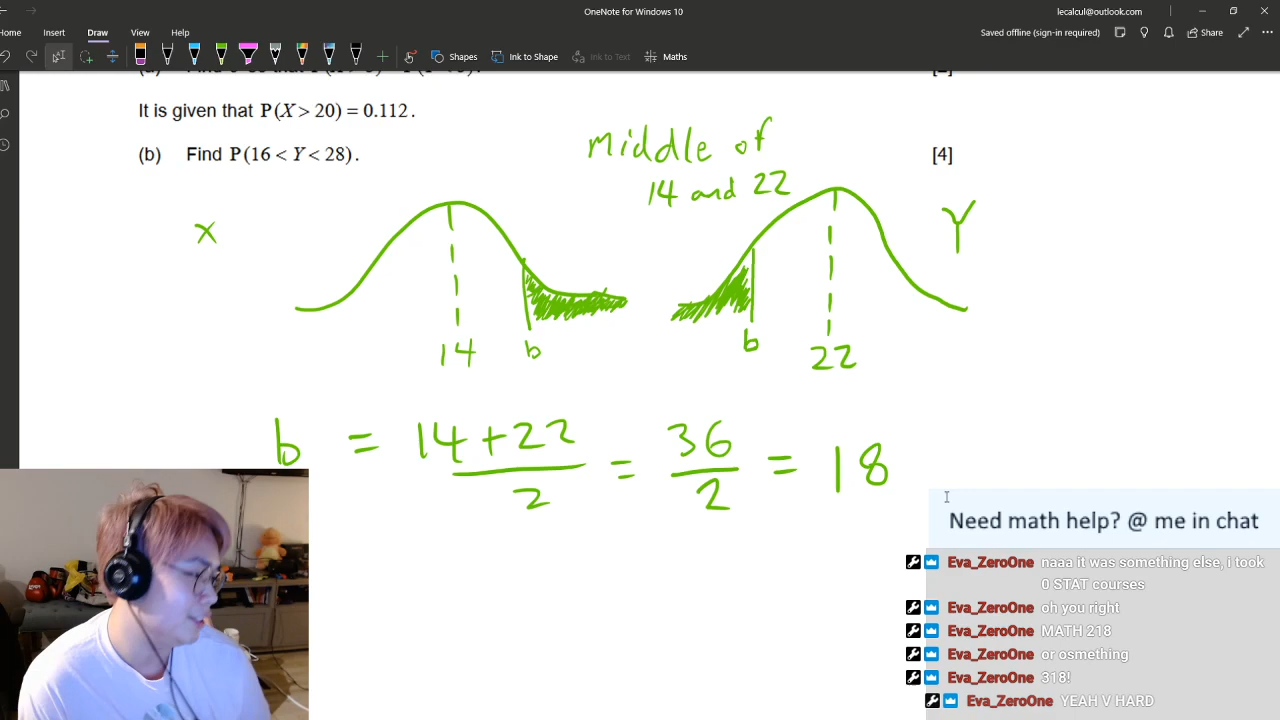 OneNote for Windows 10
lecalcul@outlook.com
Home Insert Draw View Help
Saved offline (sign-in required)
Share
Shapes
Ink to Shape
Ink to Text
Maths
It is given that P(X > 20) = 0.112.
(b) Find P(16 < Y < 28). [4]
middle of
14 and 22
X
Y
14
b
b
22
b = 14+22/2 = 36/2 = 18
Need math help? @ me in chat
Eva_ZeroOne naaa it was something else, i took
0 STAT courses
Eva_ZeroOne oh you right
Eva_ZeroOne MATH 218
Eva_ZeroOne or osmething
Eva_ZeroOne 318!
Eva_ZeroOne YEAH V HARD